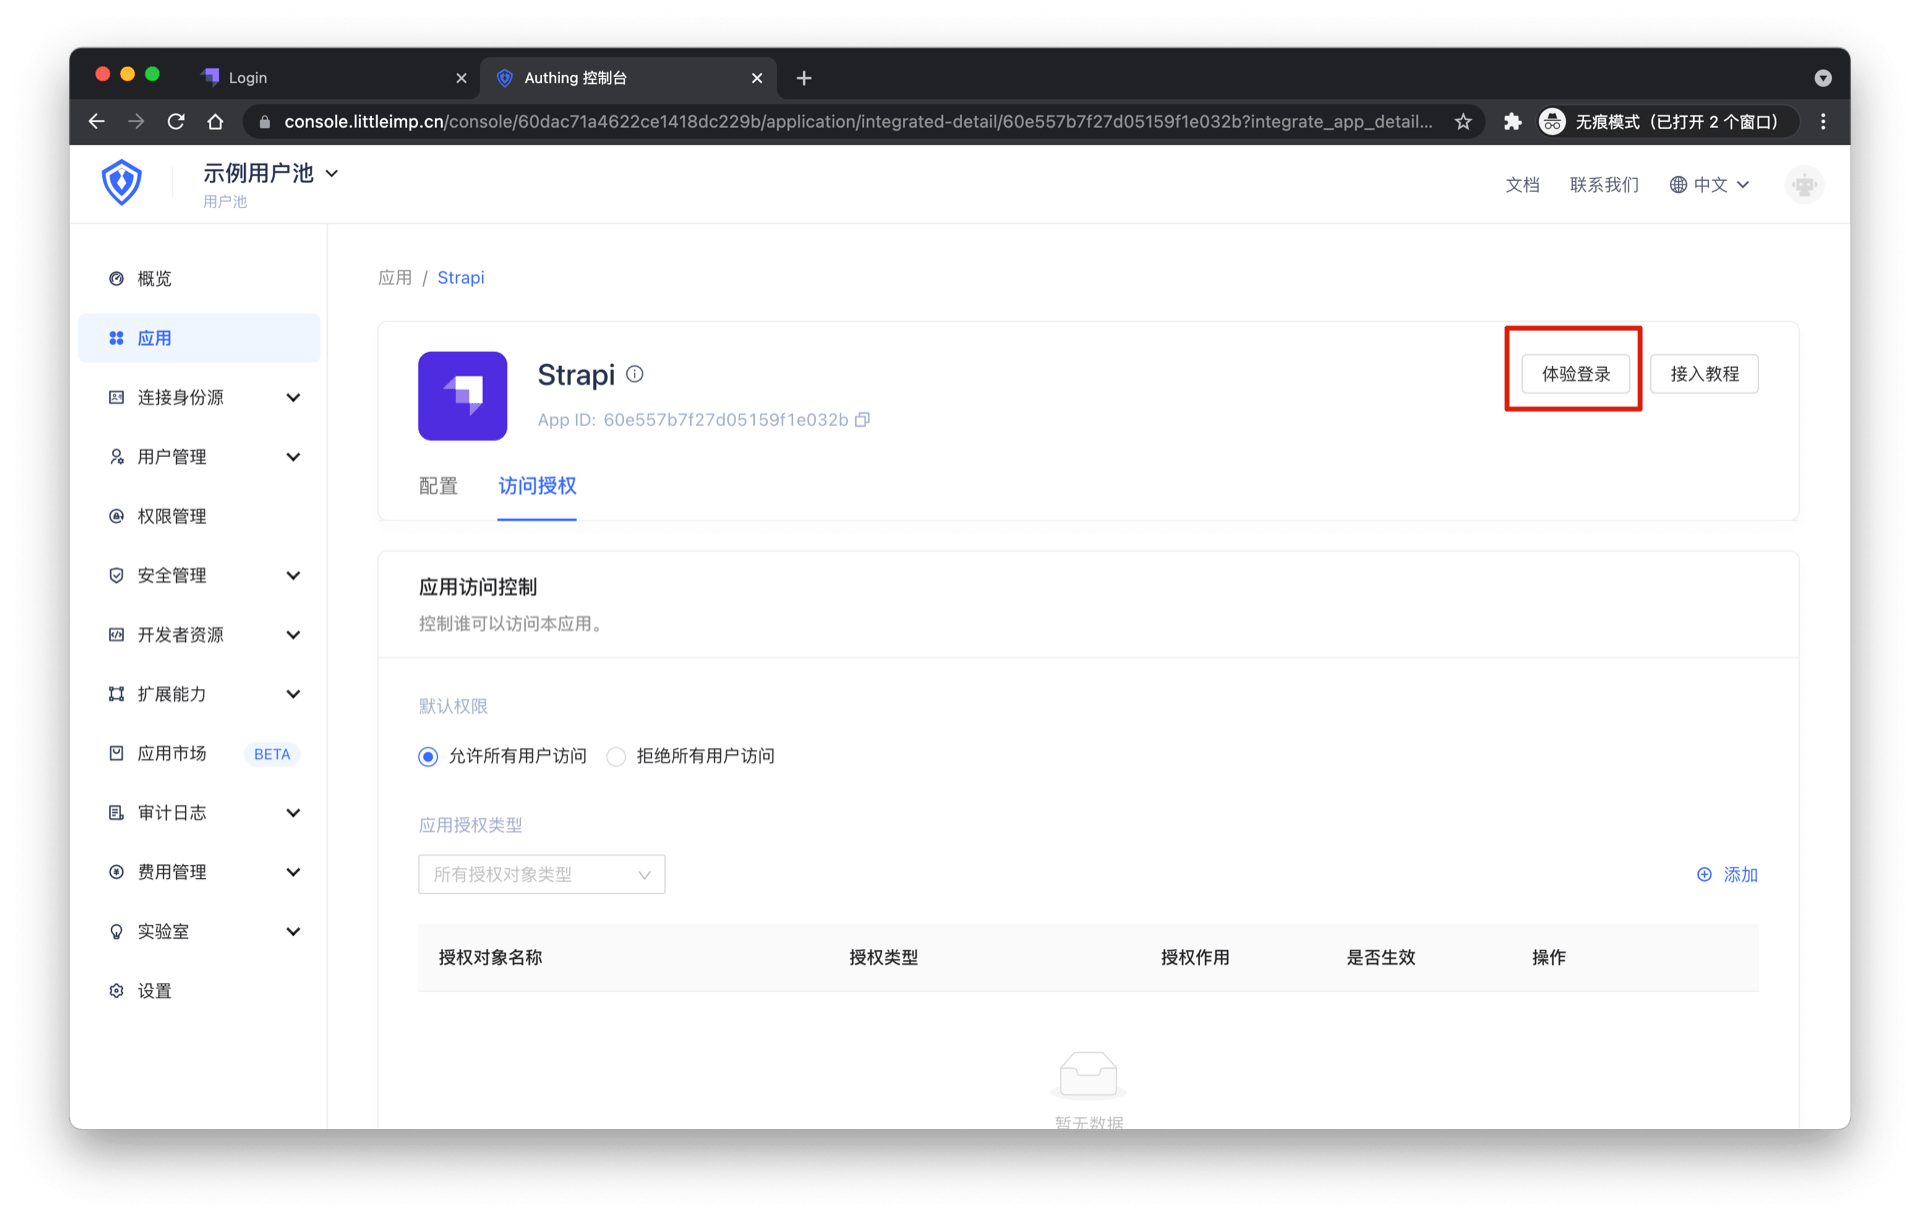 Login
Authing 控制台
console.littleimp.cn/console/60dac71a4622ce1418dc229b/application/integrated-detail/60e557b7f27d05159f1e032b?integrate_app_detail...
无痕模式（已打开 2 个窗口）
示例用户池
用户池
文档
联系我们
中文
概览
应用
连接身份源
用户管理
权限管理
安全管理
开发者资源
扩展能力
应用市场 BETA
审计日志
费用管理
实验室
设置
应用 / Strapi
Strapi
App ID: 60e557b7f27d05159f1e032b
体验登录
接入教程
配置 访问授权
应用访问控制
控制谁可以访问本应用。
默认权限
允许所有用户访问 拒绝所有用户访问
应用授权类型
所有授权对象类型
添加
授权对象名称 授权类型 授权作用 是否生效 操作
暂无数据